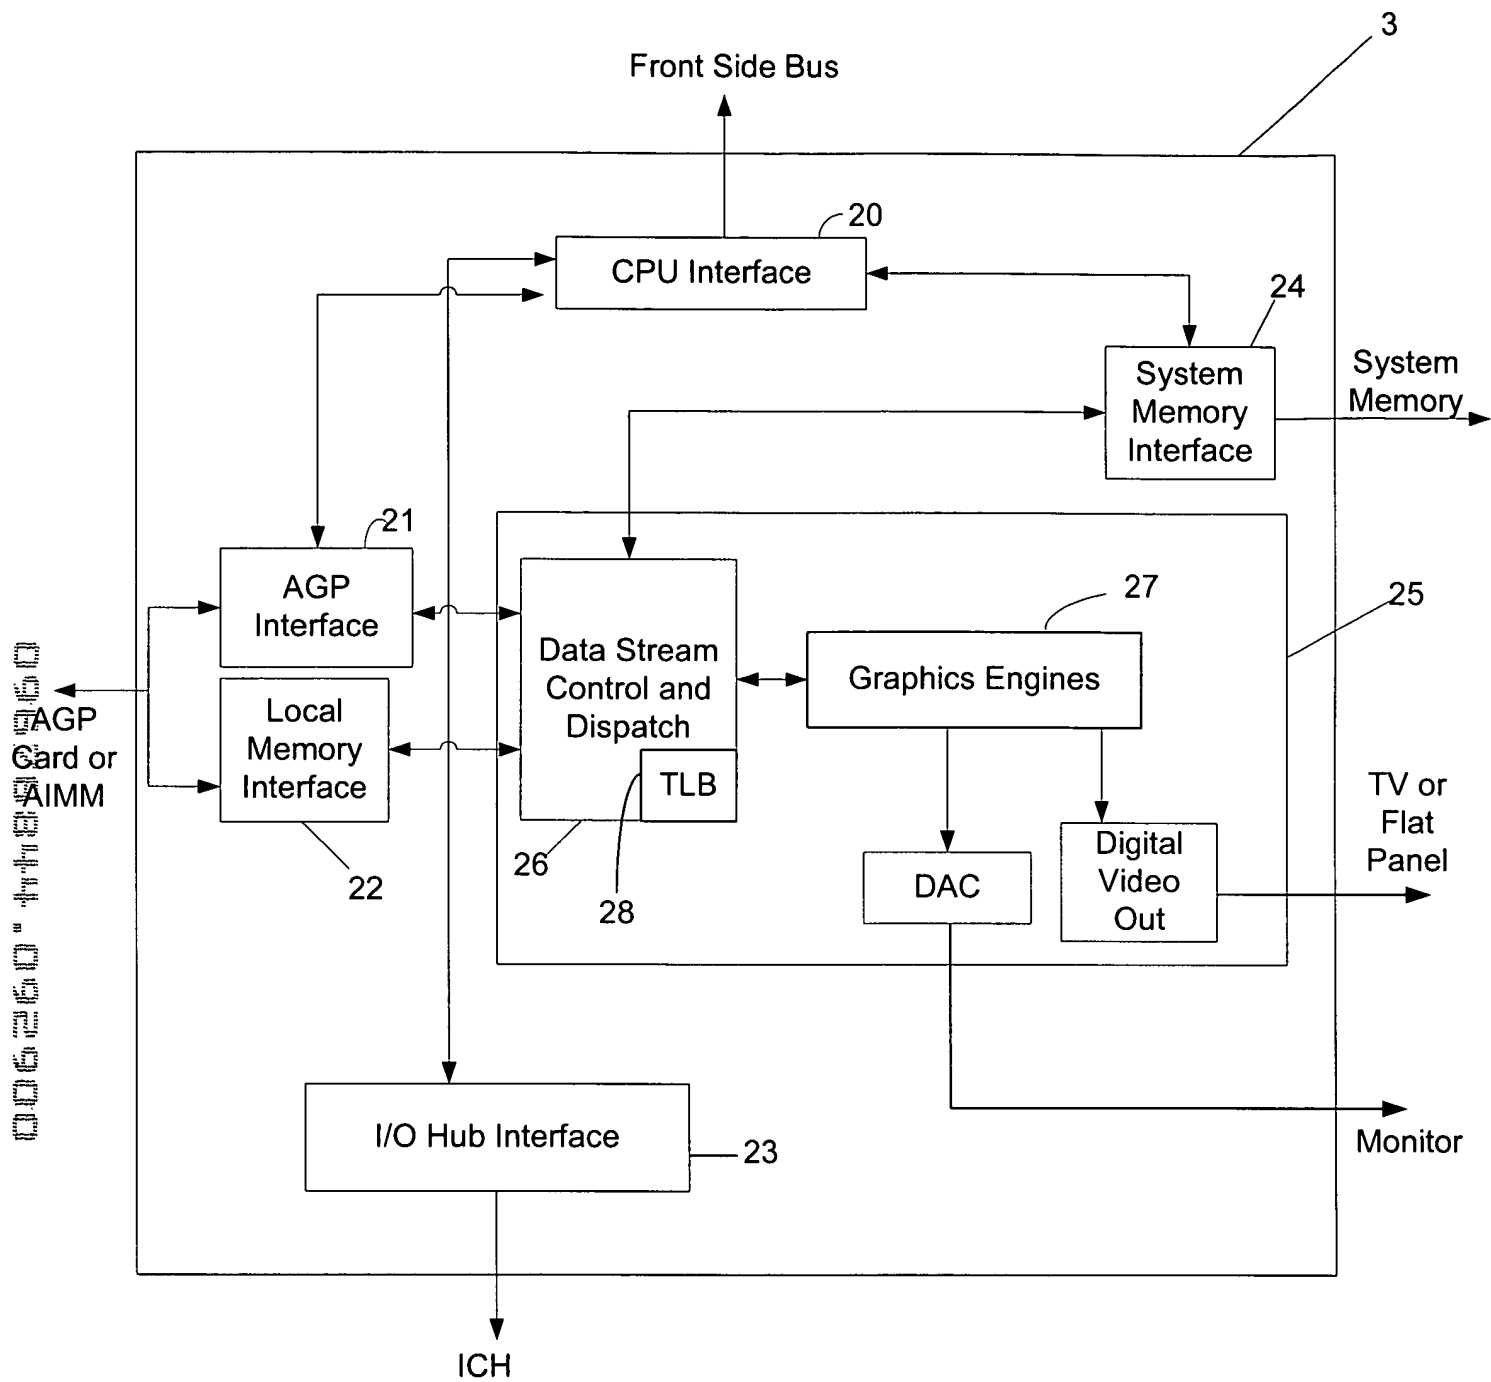 3
Front Side Bus
20
CPU Interface
24
System
Memory
Interface
System
Memory
21
AGP
Interface
25
27
Data Stream
Control and
Dispatch
Graphics Engines
AGP
Card or
AIMM
Local
Memory
Interface
TLB
TV or
Flat
Panel
26
22
28
DAC
Digital
Video
Out
I/O Hub Interface
23
Monitor
ICH